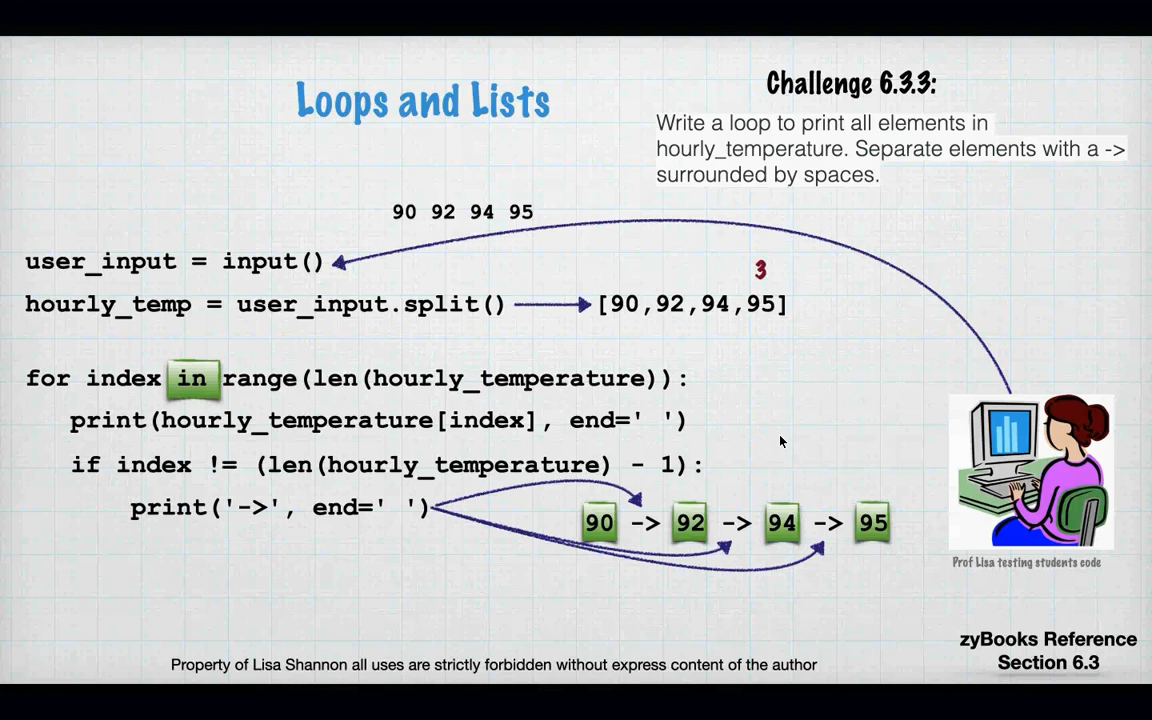 Loops and Lists
Challenge 6.3.3:
Write a loop to print all elements in
hourly_temperature. Separate elements with a ->
surrounded by spaces.
90 92 94 95
user_input = input()
3
hourly_temp = user_input.split()
[90,92,94,95]
for index in range(len(hourly_temperature)):
print(hourly_temperature[index], end=' ')
if index != (len(hourly_temperature) - 1):
print('->', end=' ')
90 -> 92 -> 94 -> 95
Prof Lisa testing students code
zyBooks Reference
Section 6.3
Property of Lisa Shannon all uses are strictly forbidden without express content of the author